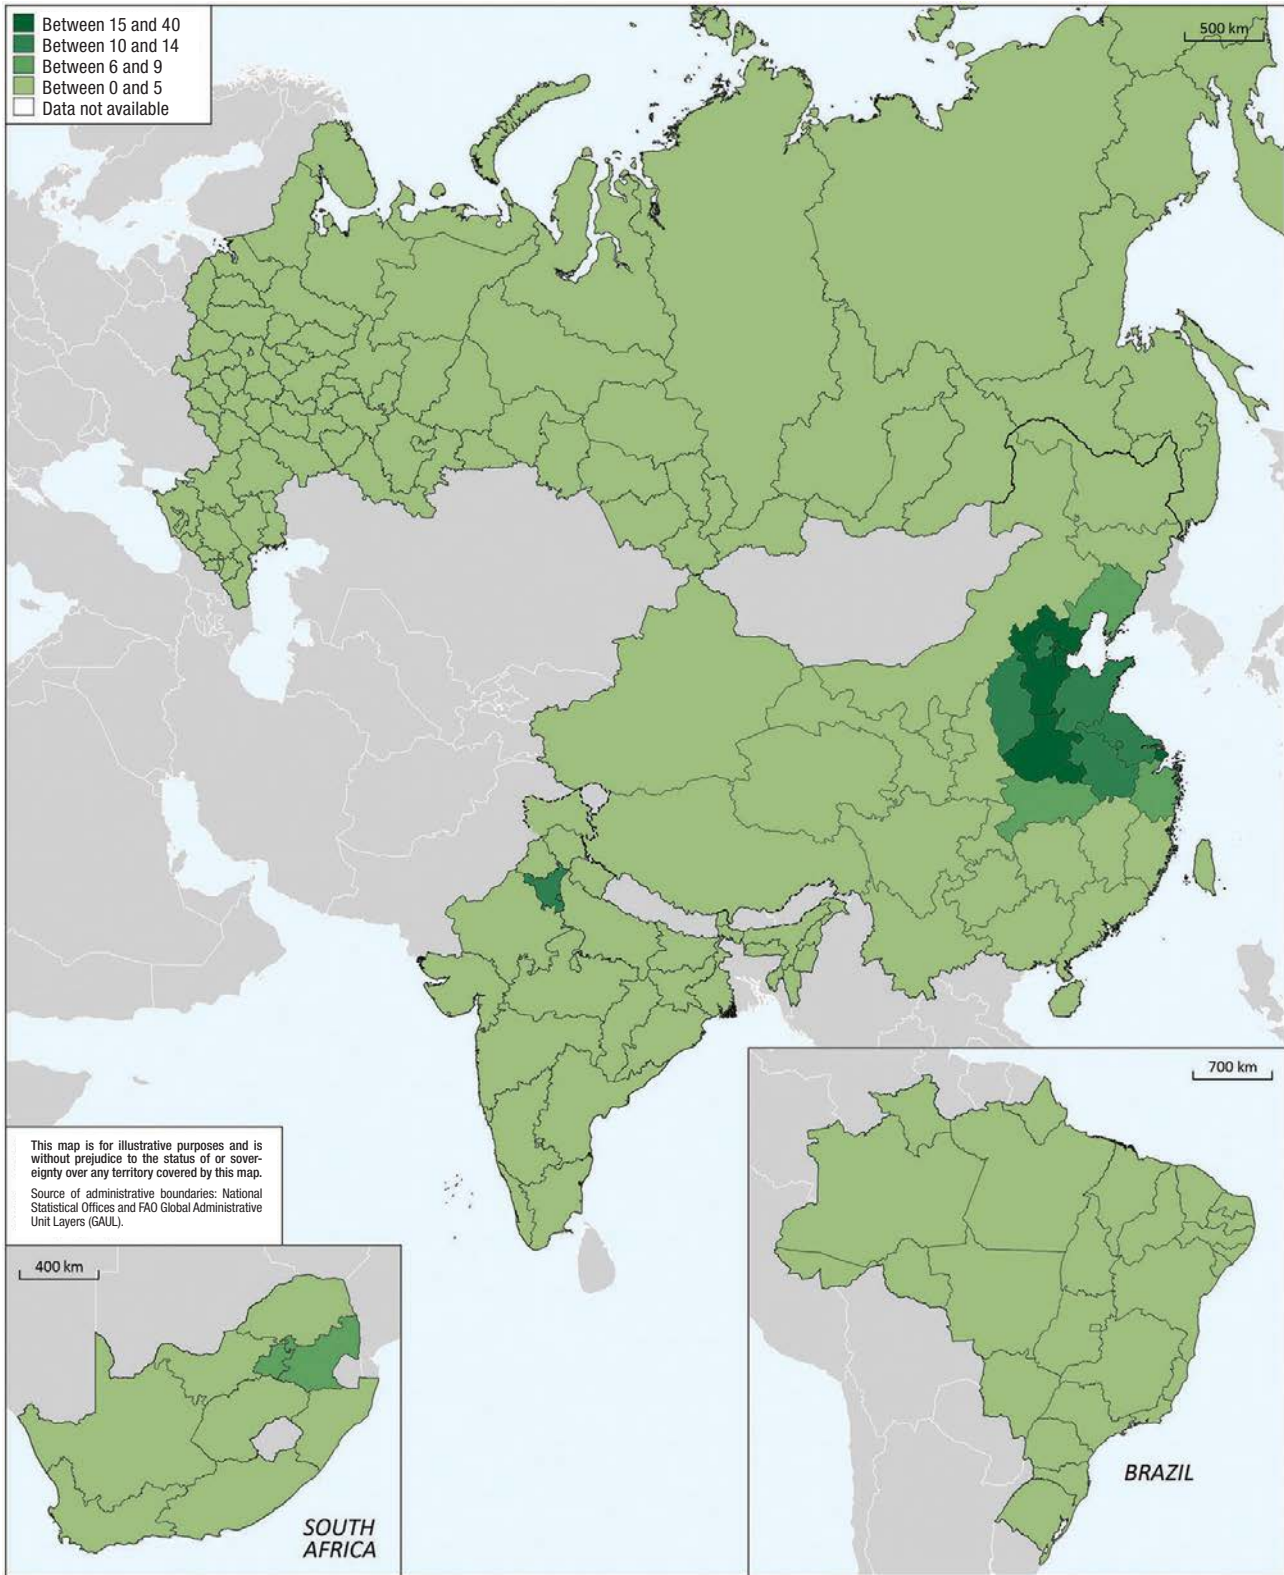 Between 15 and 40
Between 10 and 14
Between 6 and 9
Between 0 and 5
Data not available
500 km
This map is for illustrative purposes and is
without prejudice to the status of or sover-
eignty over any territory covered by this map.
Source of administrative boundaries: National
Statistical Offices and FAO Global Administrative
Unit Layers (GAUL).
400 km
SOUTH
AFRICA
700 km
BRAZIL